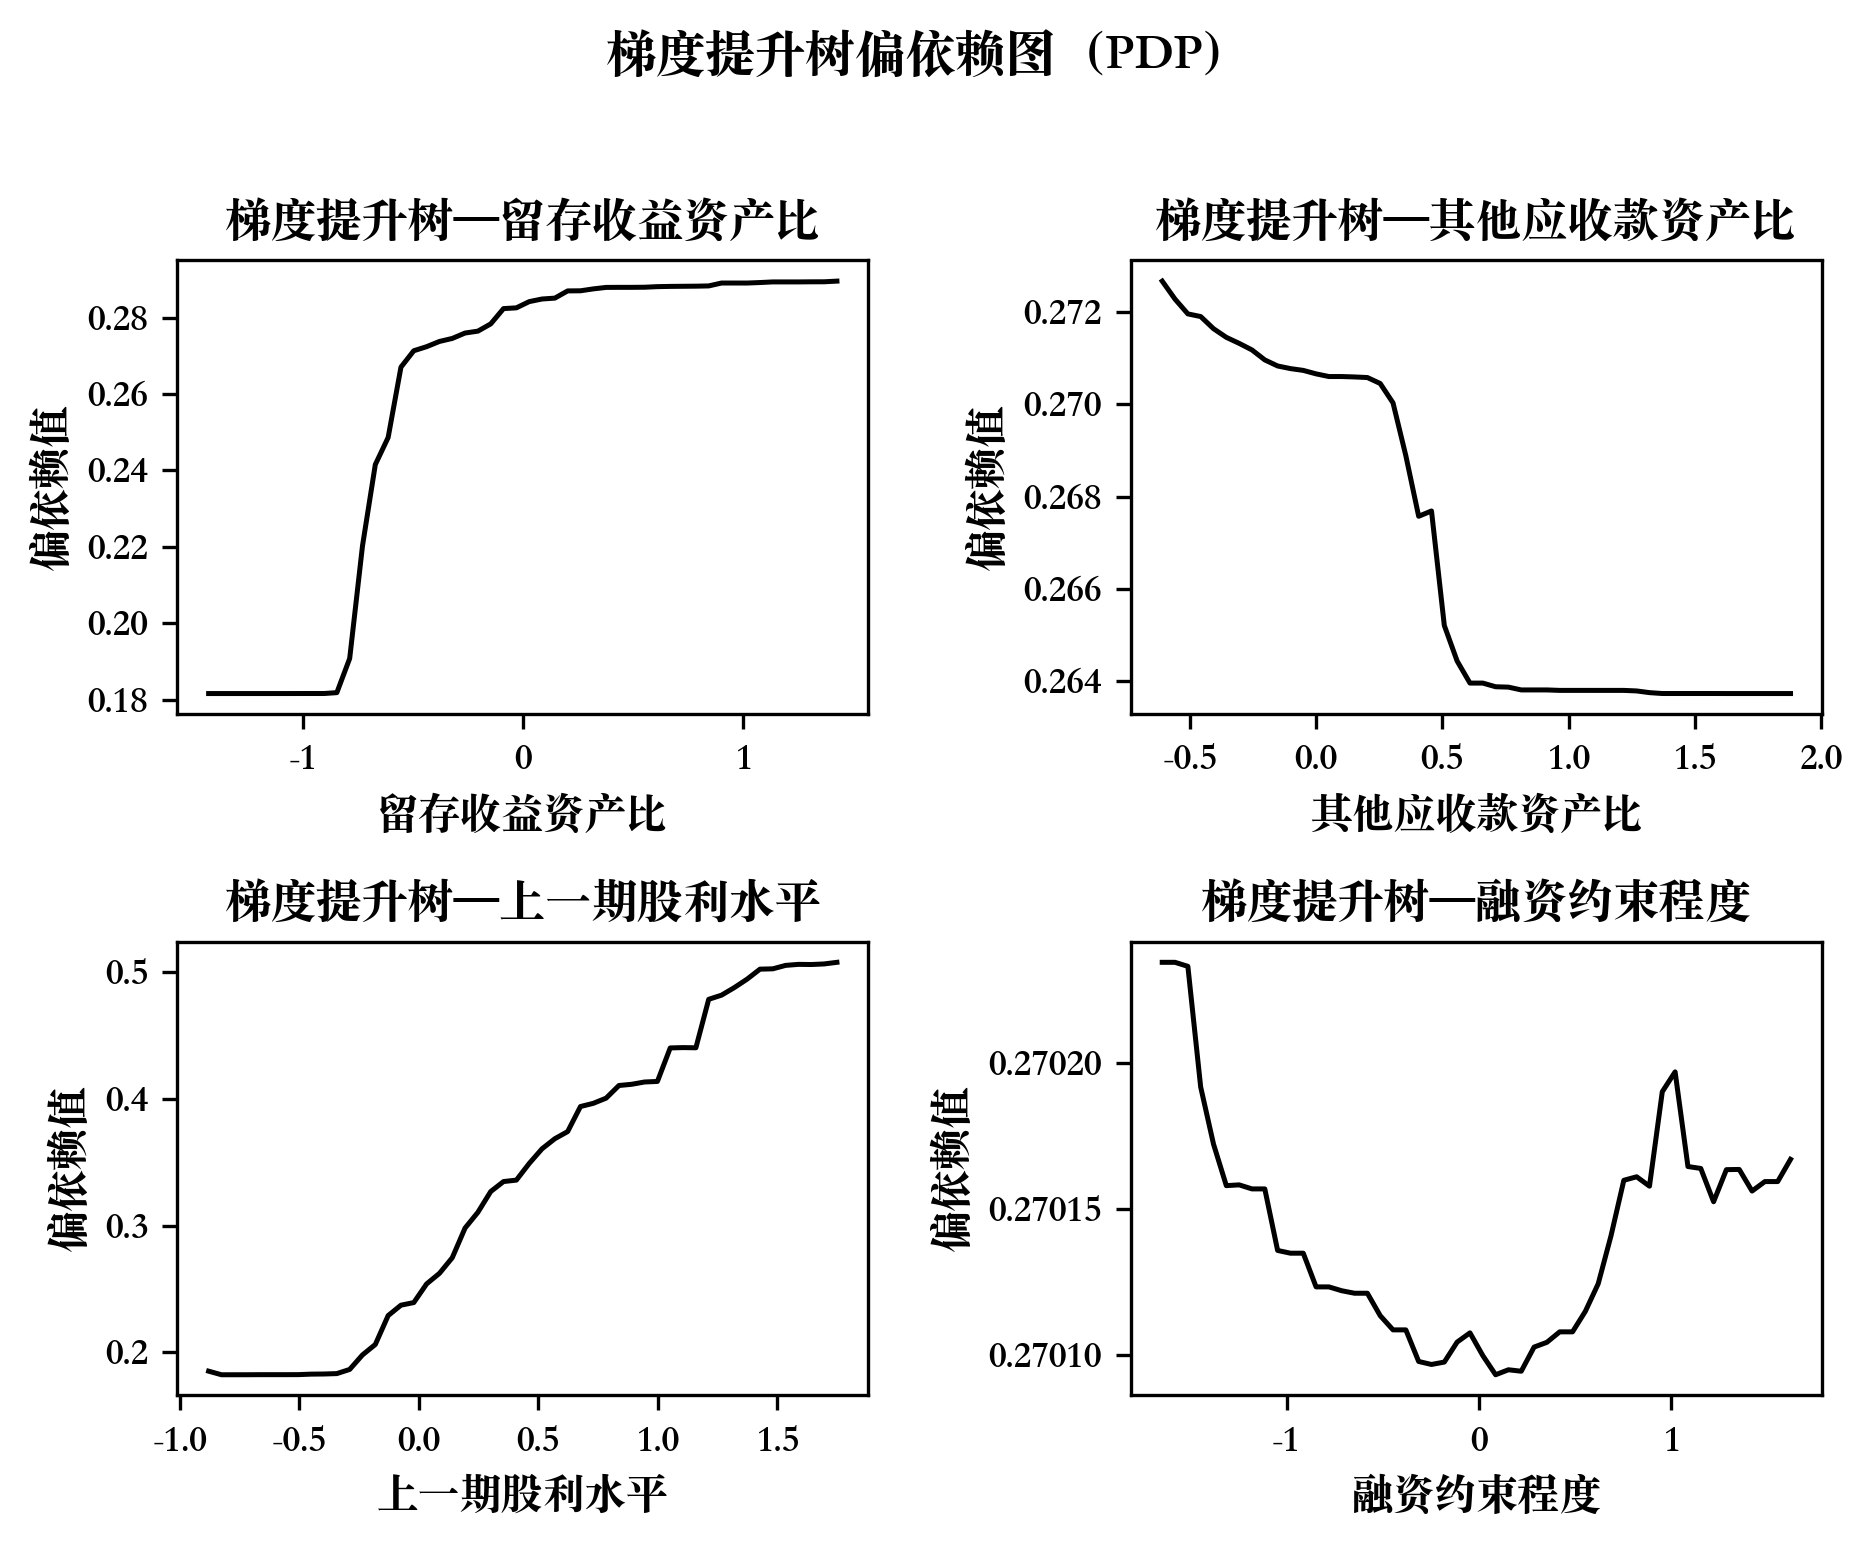 梯度提升树偏依赖图（PDP）
梯度提升树—留存收益资产比
偏依赖值
0.28
0.26
0.24
0.22
0.20
0.18
-1 0 1
留存收益资产比
梯度提升树—其他应收款资产比
偏依赖值
0.272
0.270
0.268
0.266
0.264
-0.5 0.0 0.5 1.0 1.5 2.0
其他应收款资产比
梯度提升树—上一期股利水平
偏依赖值
0.5
0.4
0.3
0.2
-1.0 -0.5 0.0 0.5 1.0 1.5
上一期股利水平
梯度提升树—融资约束程度
偏依赖值
0.27020
0.27015
0.27010
-1 0 1
融资约束程度